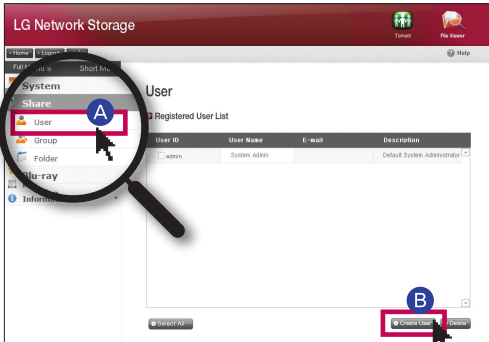 LG Network Storage
Torrent
File Viewer
Home
Logout
Help
Full Menu
Short Me
System
Share
User
A
Group
Folder
Blu-ray
Inform
User
Registered User List
User ID
User Name
E-mail
Description
admin
System Admin
Default System Administrator
B
Select All
Create User
Delete